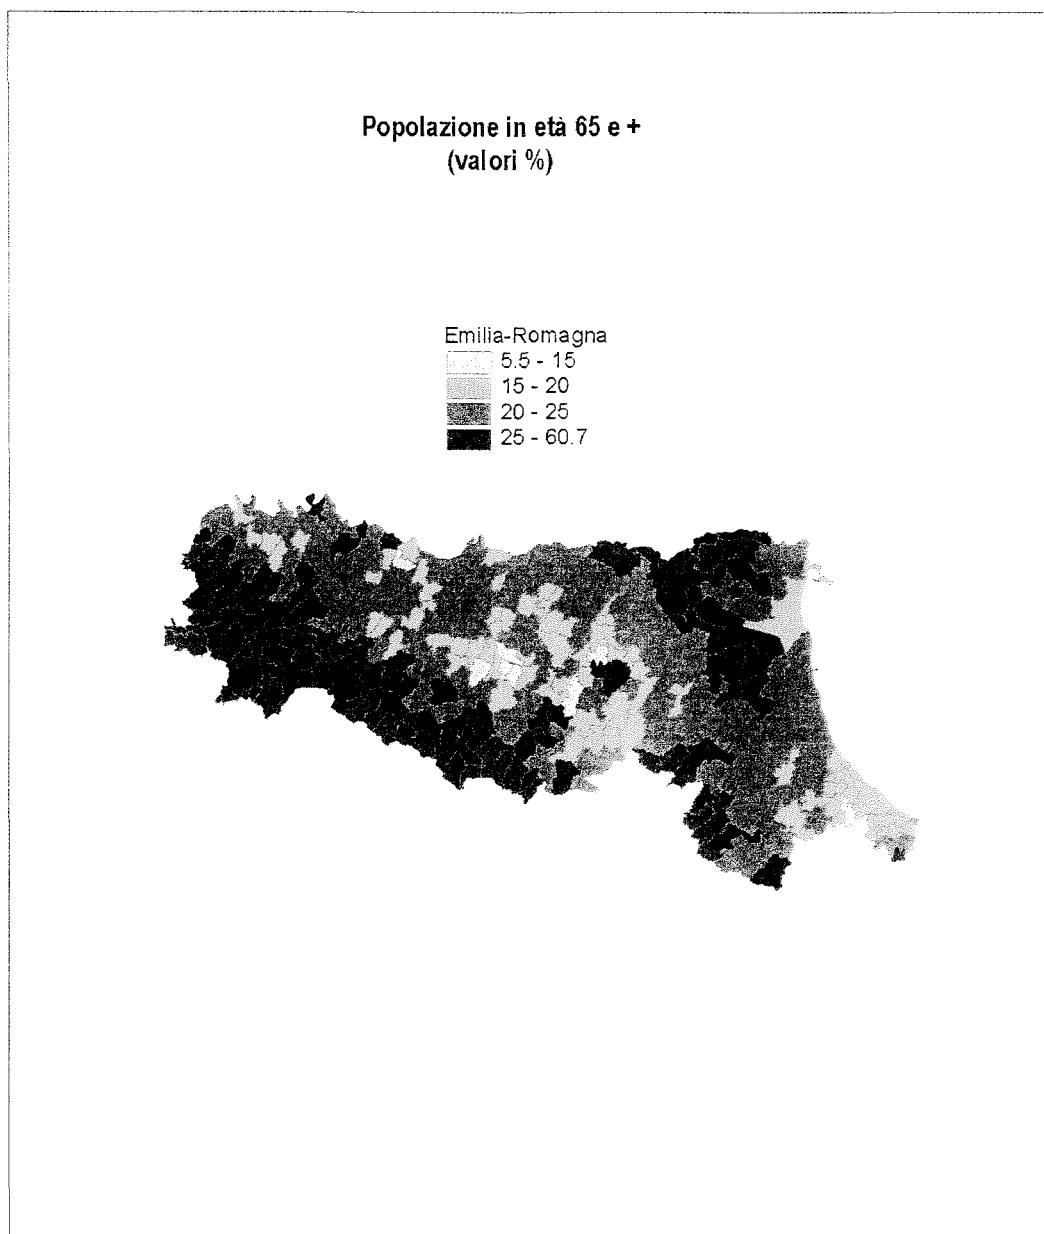 Popolazione in età 65 e +
(valori %)
Emilia-Romagna
5.5 - 15
15 - 20
20 - 25
25 - 60.7